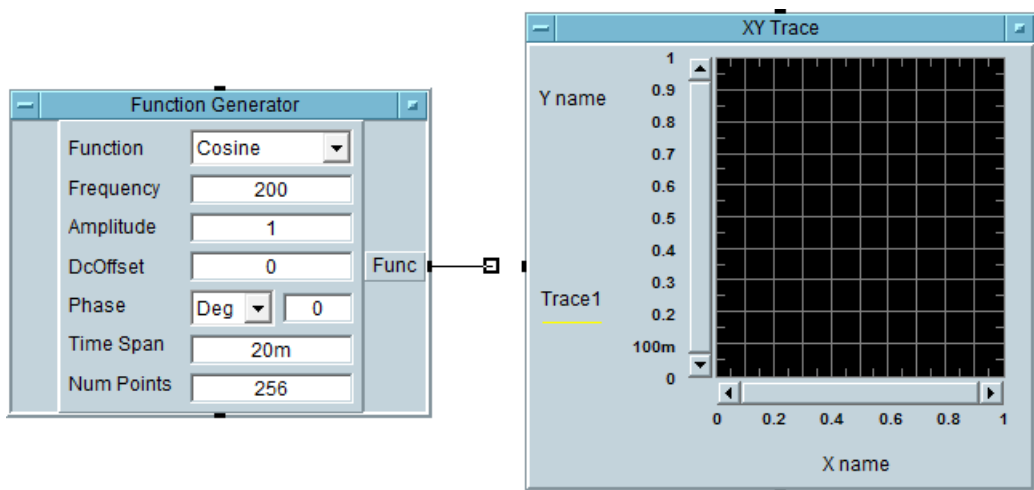 Function Generator
Function Cosine
Frequency 200
Amplitude 1
DcOffset 0
Phase Deg 0
Time Span 20m
Num Points 256
Func
XY Trace
Y name
Trace1
1
0.9
0.8
0.7
0.6
0.5
0.4
0.3
0.2
100m
0
0 0.2 0.4 0.6 0.8 1
X name